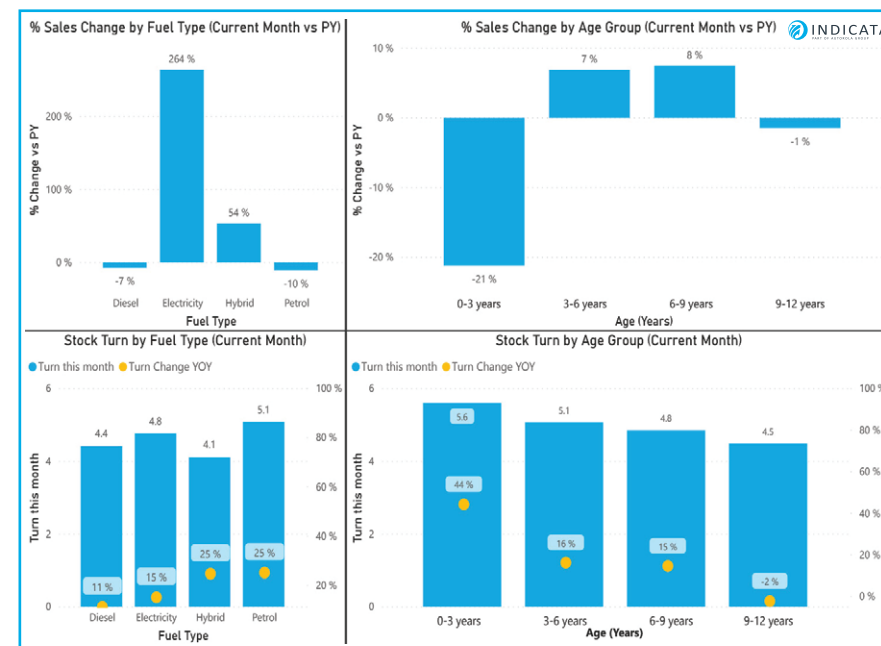 % Sales Change by Fuel Type (Current Month vs PY)
264 %
200 %
100 %
54 %
0 %
-7 %
-10 %
Diesel Electricity Hybrid Petrol
Fuel Type
% Change vs PY
% Sales Change by Age Group (Current Month vs PY)
INDICATA
PART OF AUTOROLA GROUP
10 %
7 %
8 %
0 %
-1 %
-10 %
-20 %
-21 %
0-3 years 3-6 years 6-9 years 9-12 years
Age (Years)
% Change vs PY
Stock Turn by Fuel Type (Current Month)
Turn this month Turn Change YOY
6
100 %
4.4
4.8
4.1
5.1
80 %
4
60 %
2
40 %
11 %
15 %
25 %
25 %
20 %
0
Diesel Electricity Hybrid Petrol
Fuel Type
Turn this month
Stock Turn by Age Group (Current Month)
Turn this month Turn Change YOY
6
100 %
5.6
5.1
4.8
4.5
80 %
4
60 %
44 %
2
40 %
16 %
15 %
20 %
-2 %
0
0 %
0-3 years 3-6 years 6-9 years 9-12 years
Age (Years)
Turn this month